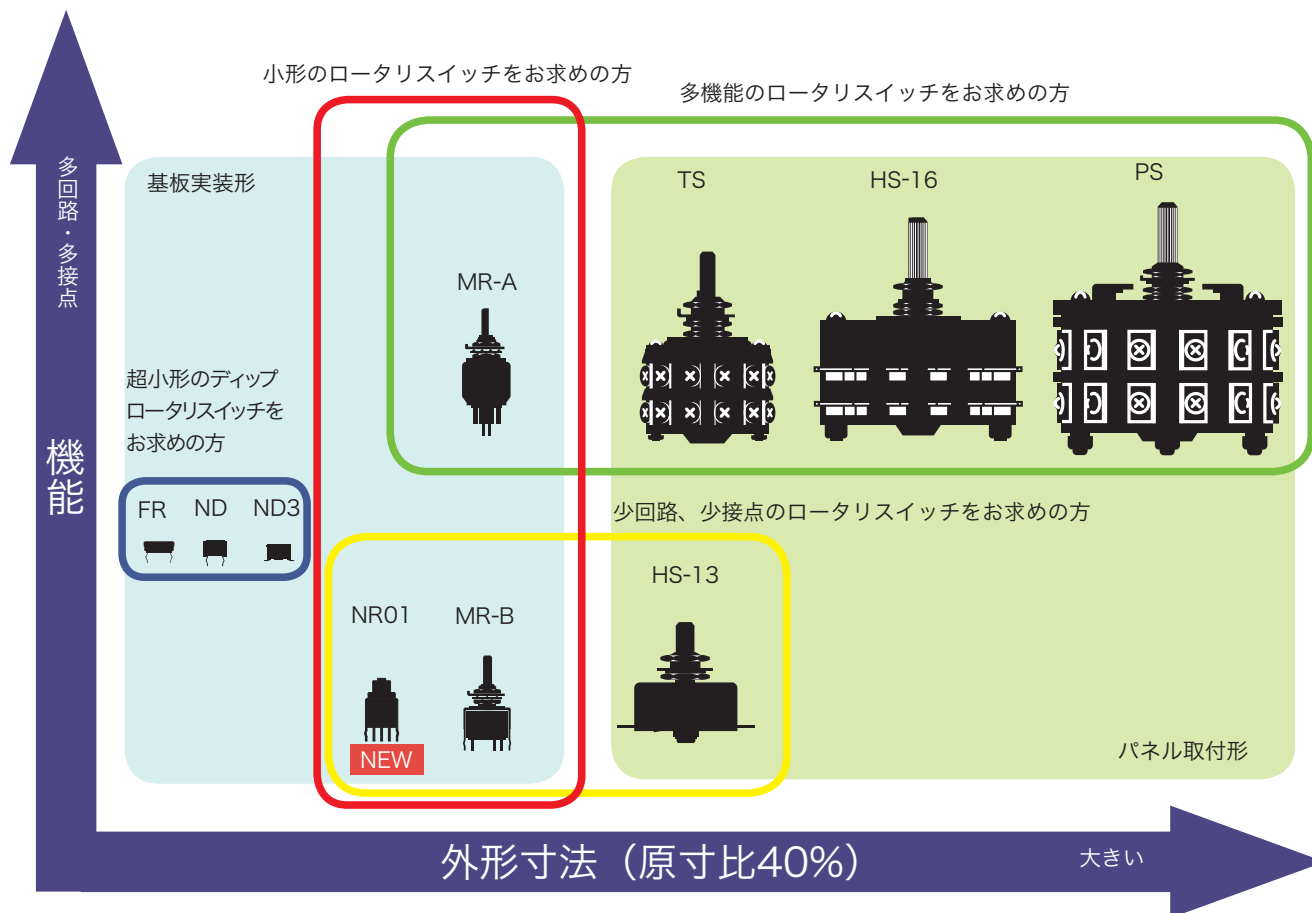 小形のロータリスイッチをお求めの方
多機能のロータリスイッチをお求めの方
多回路・多接点
機能
基板実装形
TS
HS-16
PS
MR-A
超小形のディップ
ロータリスイッチを
お求めの方
FR
ND
ND3
少回路、少接点のロータリスイッチをお求めの方
NR01
MR-B
HS-13
NEW
パネル取付形
外形寸法（原寸比40%）
大きい